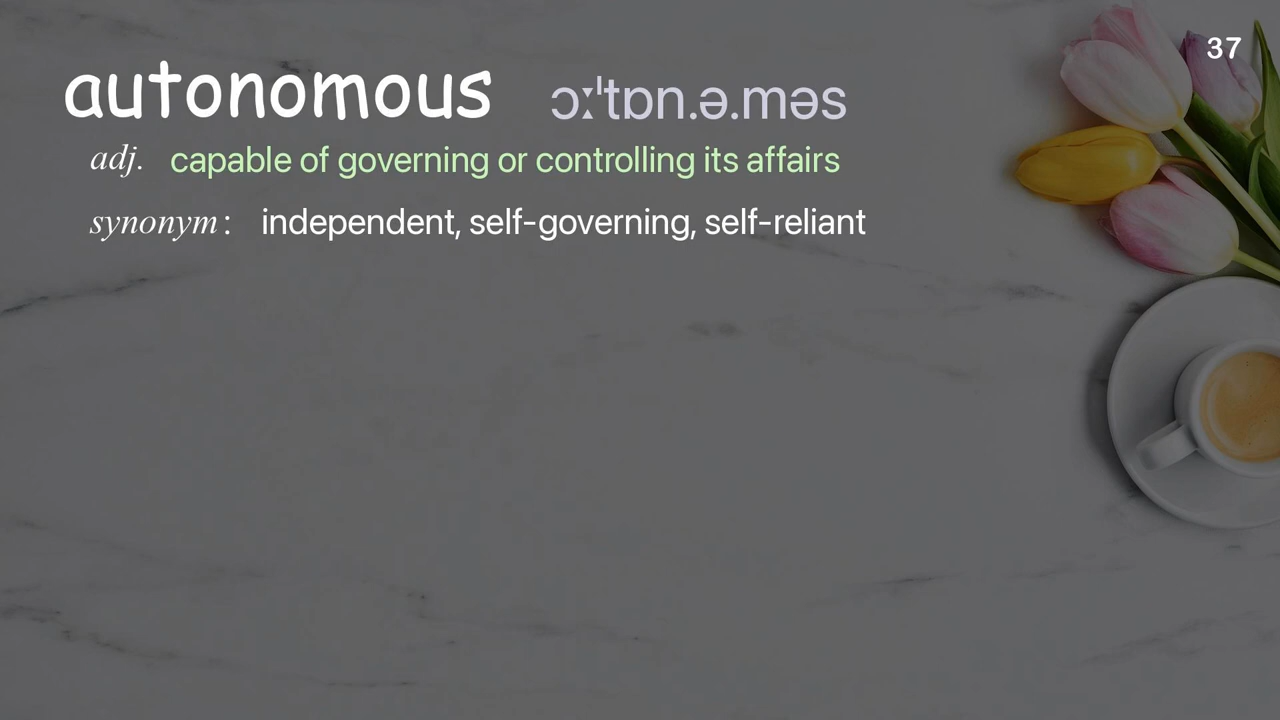 37
autonomous ɔːˈtɒn.ə.məs
adj. capable of governing or controlling its affairs
synonym: independent, self-governing, self-reliant